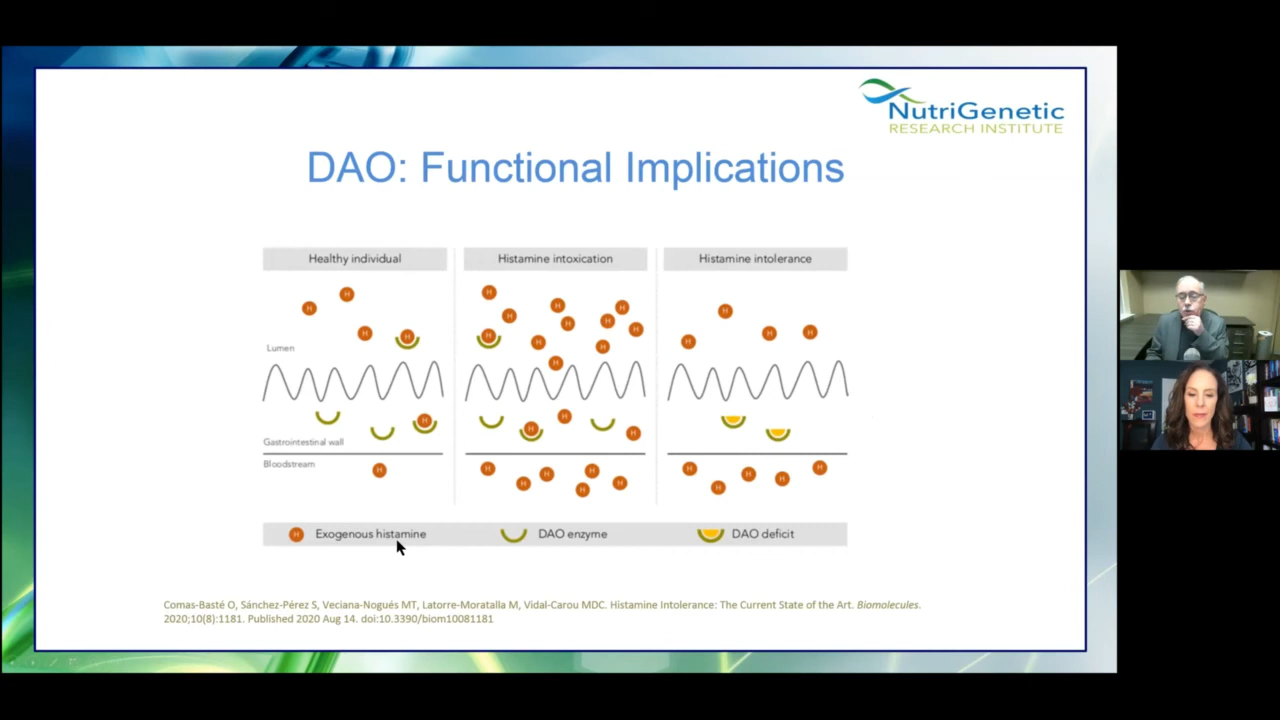 NutriGenetic
RESEARCH INSTITUTE
DAO: Functional Implications
Healthy individual
Histamine intoxication
Histamine intolerance
H H H H
H H H H H H H H H H H H
H H H H
Lumen
H
H H H
Gastrointestinal wall
Bloodstream
H
H H H H H H
H H H H H
H Exogenous histamine
DAO enzyme
DAO deficit
Comas-Basté O, Sánchez-Pérez S, Veciana-Nogués MT, Latorre-Moratalla M, Vidal-Carou MDC. Histamine Intolerance: The Current State of the Art. Biomolecules.
2020;10(8):1181. Published 2020 Aug 14. doi:10.3390/biom10081181